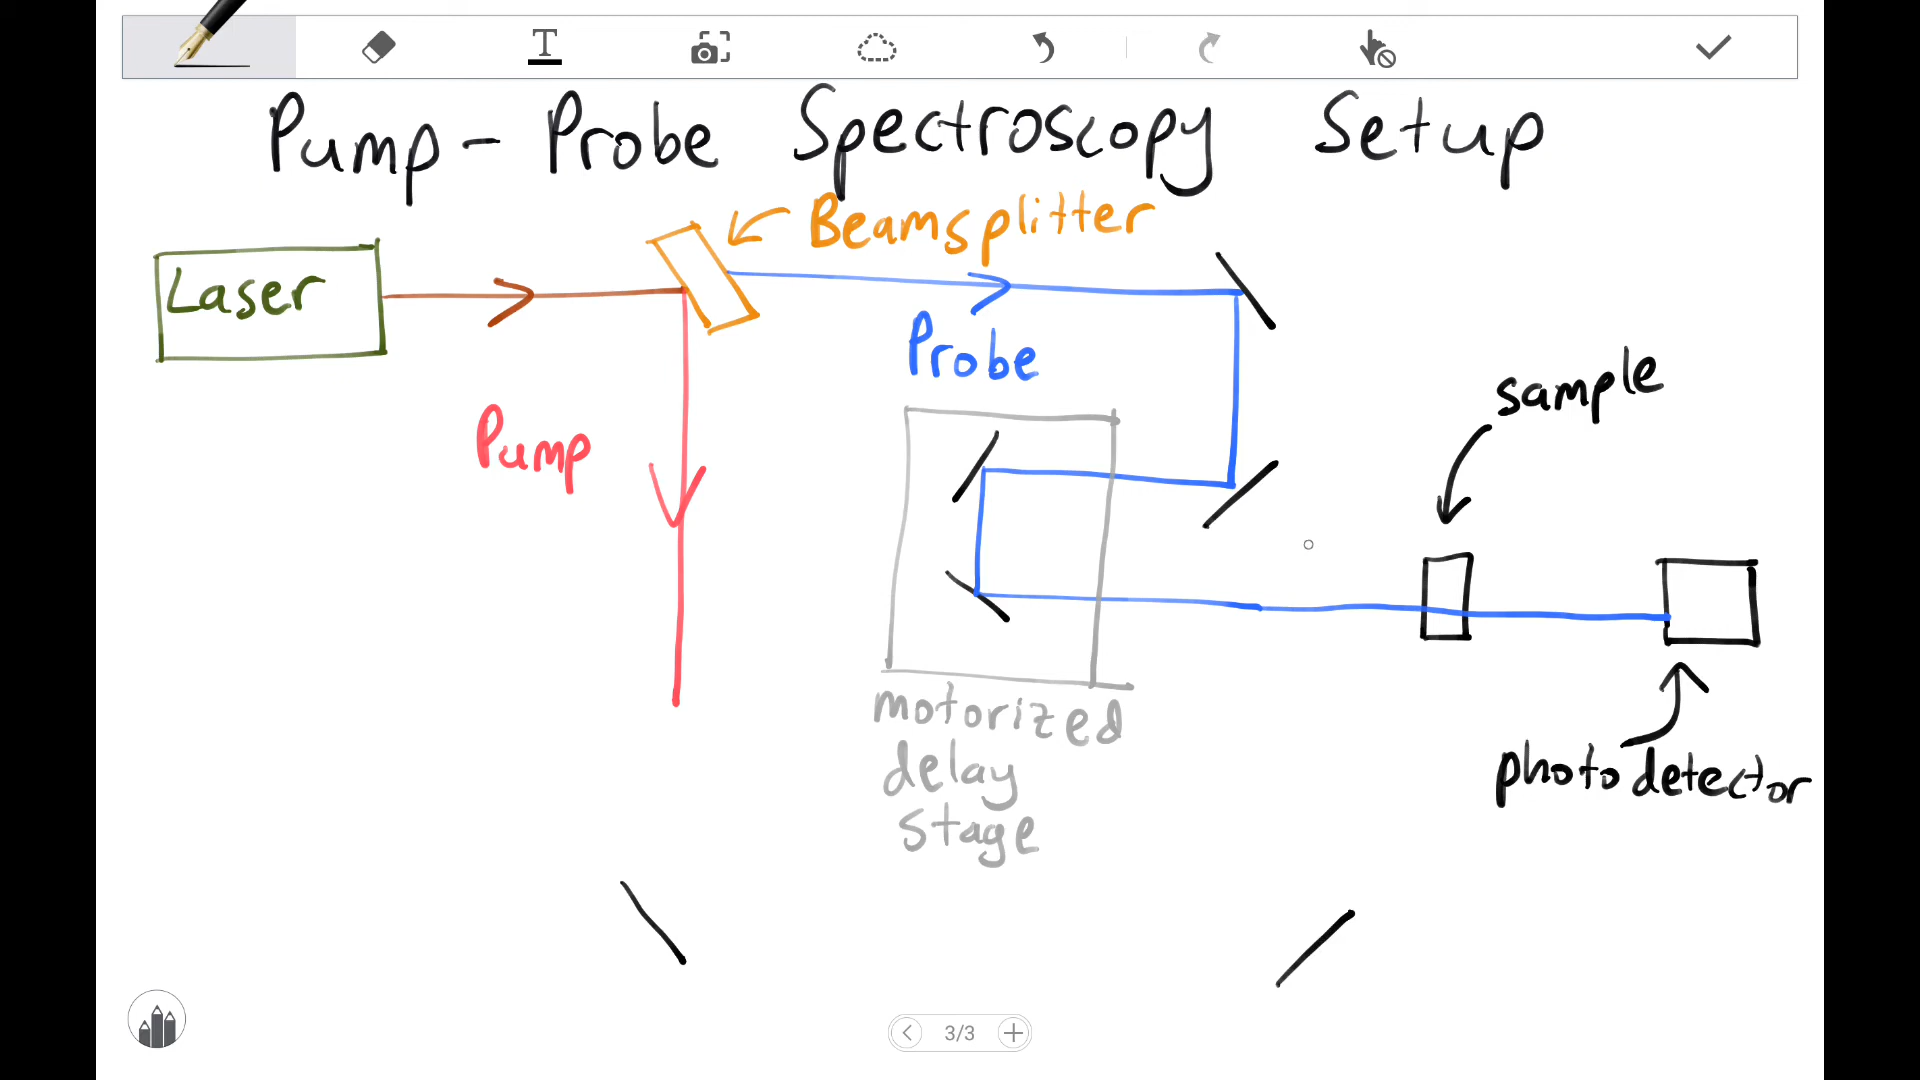 T
Pump - Probe Spectroscopy Setup
Beamsplitter
Laser
Probe
sample
Pump
motorized
delay
stage
photodetector
3/3